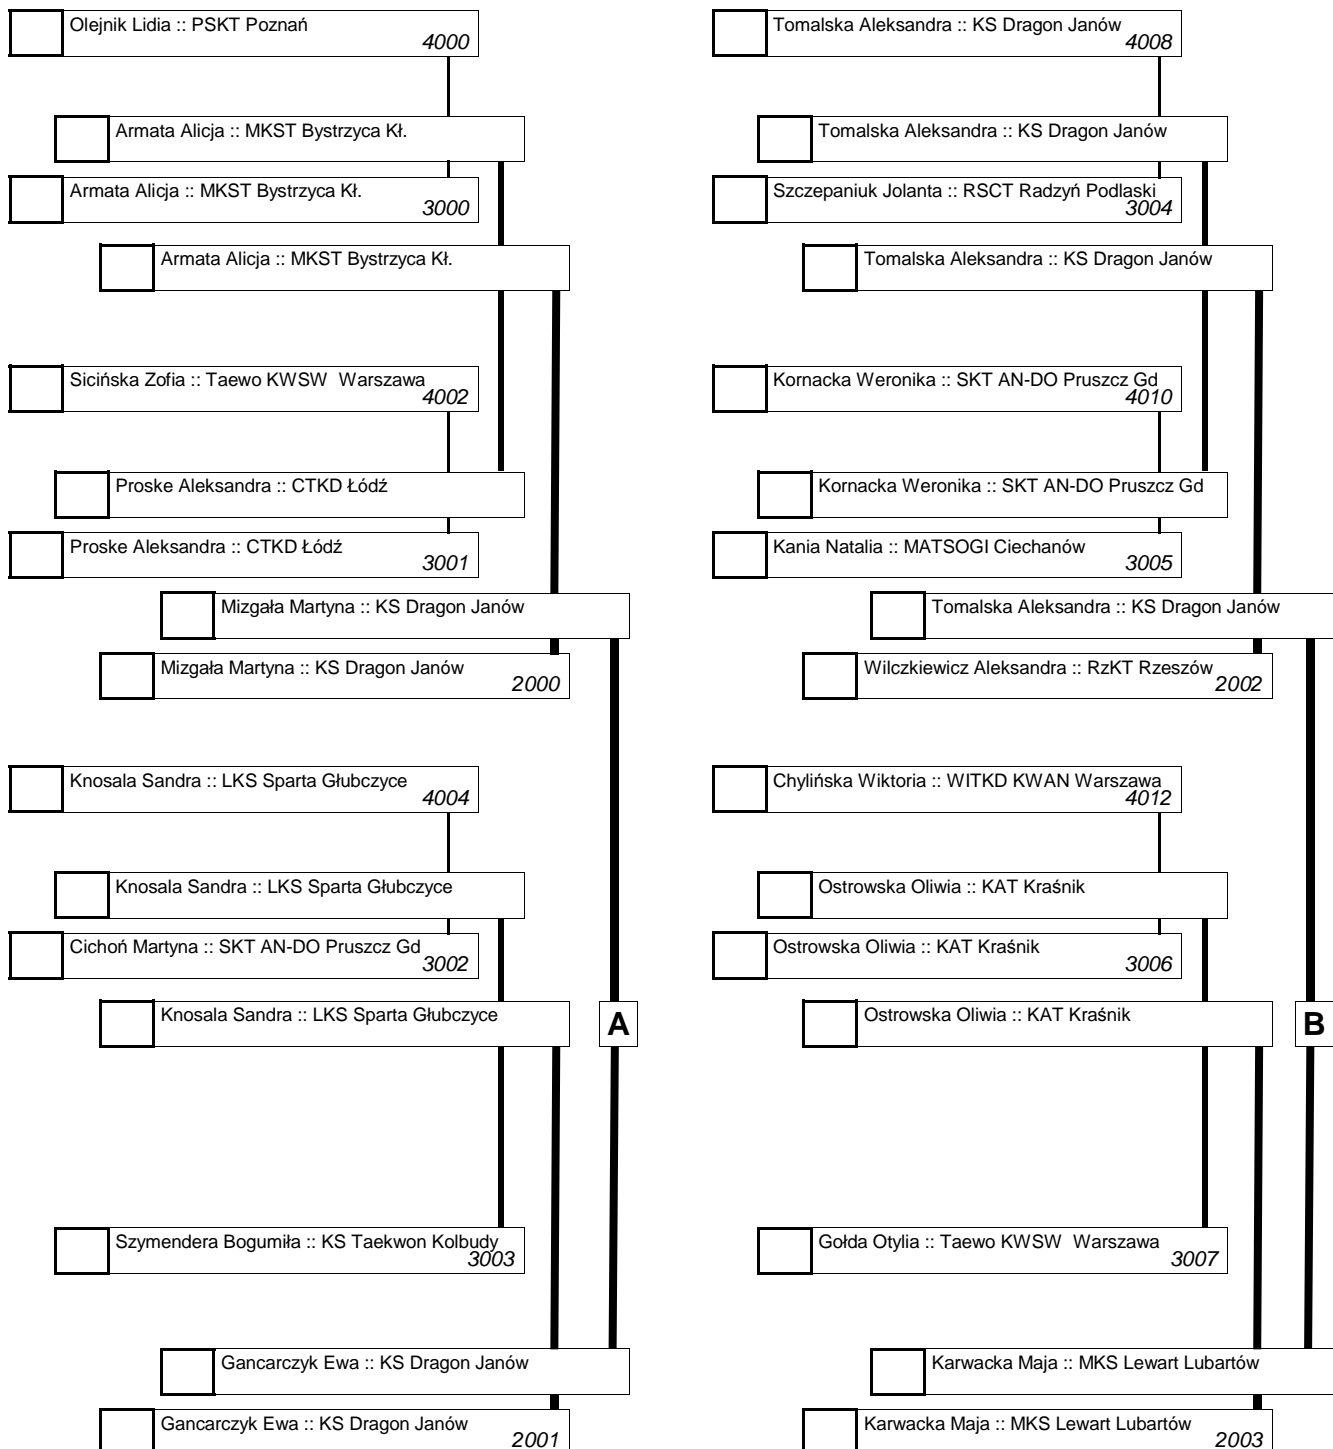 Olejnik Lidia :: PSKT Poznań
4000
Armata Alicja :: MKST Bystrzyca Kł.
Armata Alicja :: MKST Bystrzyca Kł.
3000
Armata Alicja :: MKST Bystrzyca Kł.
Sicińska Zofia :: Taewo KWSW  Warszawa
4002
Proske Aleksandra :: CTKD Łódź
Proske Aleksandra :: CTKD Łódź
3001
Mizgała Martyna :: KS Dragon Janów
Mizgała Martyna :: KS Dragon Janów
2000
Knosala Sandra :: LKS Sparta Głubczyce
4004
Knosala Sandra :: LKS Sparta Głubczyce
Cichoń Martyna :: SKT AN-DO Pruszcz Gd
3002
Knosala Sandra :: LKS Sparta Głubczyce
A
Szymendera Bogumiła :: KS Taekwon Kolbudy
3003
Gancarczyk Ewa :: KS Dragon Janów
Gancarczyk Ewa :: KS Dragon Janów
2001
Tomalska Aleksandra :: KS Dragon Janów
4008
Tomalska Aleksandra :: KS Dragon Janów
Szczepaniuk Jolanta :: RSCT Radzyń Podlaski
3004
Tomalska Aleksandra :: KS Dragon Janów
Kornacka Weronika :: SKT AN-DO Pruszcz Gd
4010
Kornacka Weronika :: SKT AN-DO Pruszcz Gd
Kania Natalia :: MATSOGI Ciechanów
3005
Tomalska Aleksandra :: KS Dragon Janów
Wilczkiewicz Aleksandra :: RzKT Rzeszów
2002
Chylińska Wiktoria :: WITKD KWAN Warszawa
4012
Ostrowska Oliwia :: KAT Kraśnik
Ostrowska Oliwia :: KAT Kraśnik
3006
Ostrowska Oliwia :: KAT Kraśnik
B
Gołda Otylia :: Taewo KWSW  Warszawa
3007
Karwacka Maja :: MKS Lewart Lubartów
Karwacka Maja :: MKS Lewart Lubartów
2003